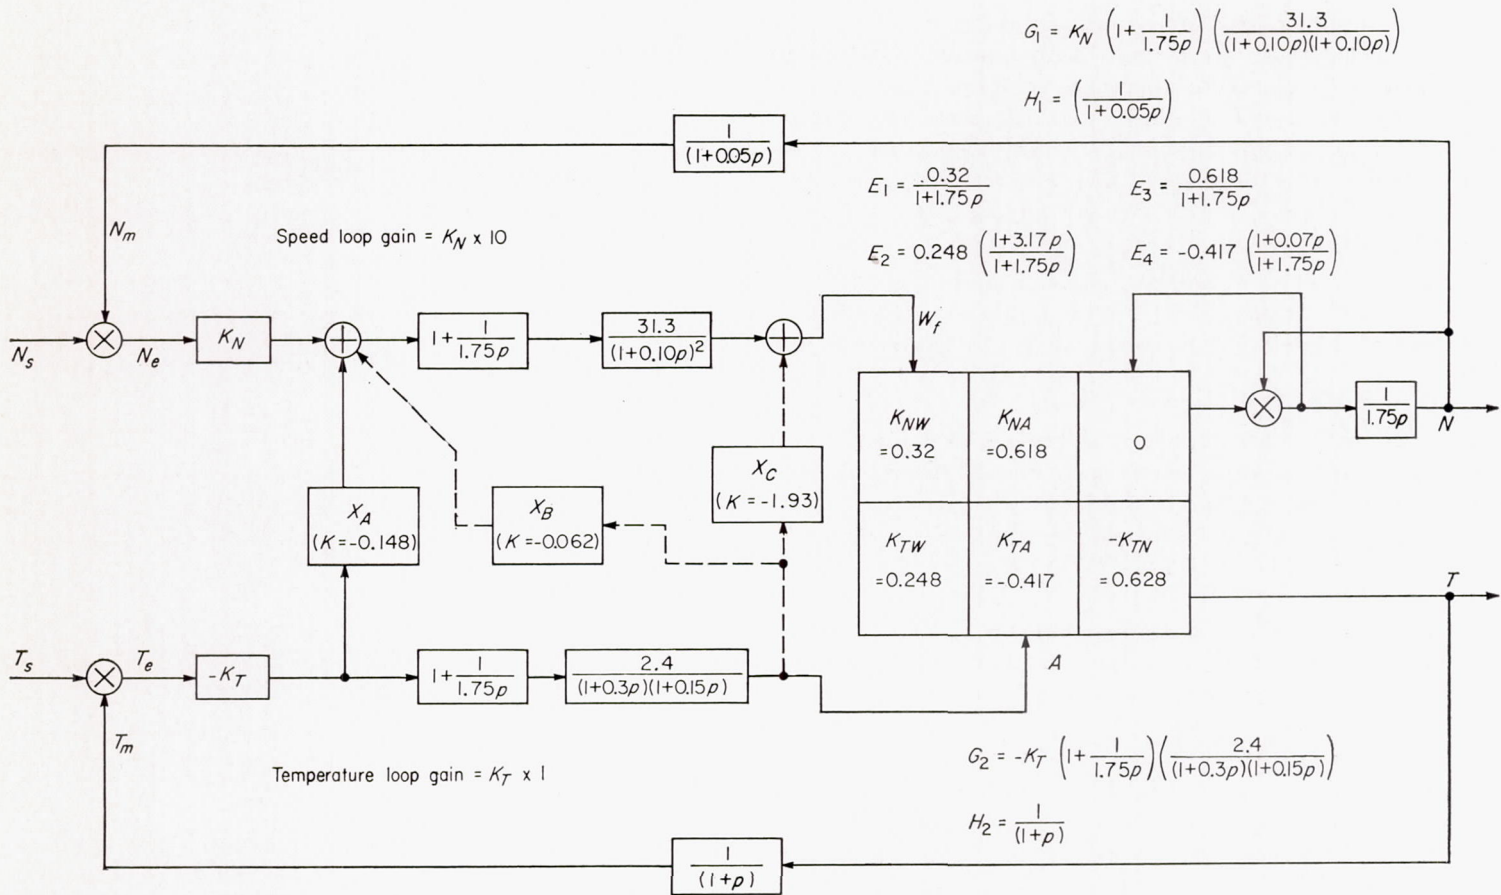 G₁ = K_N (1 + 1/1.75p) (31.3/(1+0.10p)(1+0.10p))
H₁ = (1/1+0.05p)
1/(1+0.05p)
E₁ = .0.32/1+1.75p
E₃ = 0.618/1+1.75p
N_m
Speed loop gain = K_N x 10
E₂ = 0.248 (1+3.17p/1+1.75p)
E₄ = -0.417 (1+0.07p/1+1.75p)
N_s
N_e
K_N
+
1 + 1/1.75p
31.3/(1+0.10p)²
+
W_f
K_NW
=0.32
K_NA
=0.618
0
1/1.75p
N
X_A
(K=-0.148)
X_B
(K=-0.062)
X_C
(K=-1.93)
K_TW
=0.248
K_TA
=-0.417
-K_TN
=0.628
T
T_s
T_e
-K_T
1 + 1/1.75p
2.4/(1+0.3p)(1+0.15p)
A
T_m
Temperature loop gain = K_T x 1
G₂ = -K_T (1 + 1/1.75p) (2.4/(1+0.3p)(1+0.15p))
H₂ = 1/(1+p)
1/(1+p)